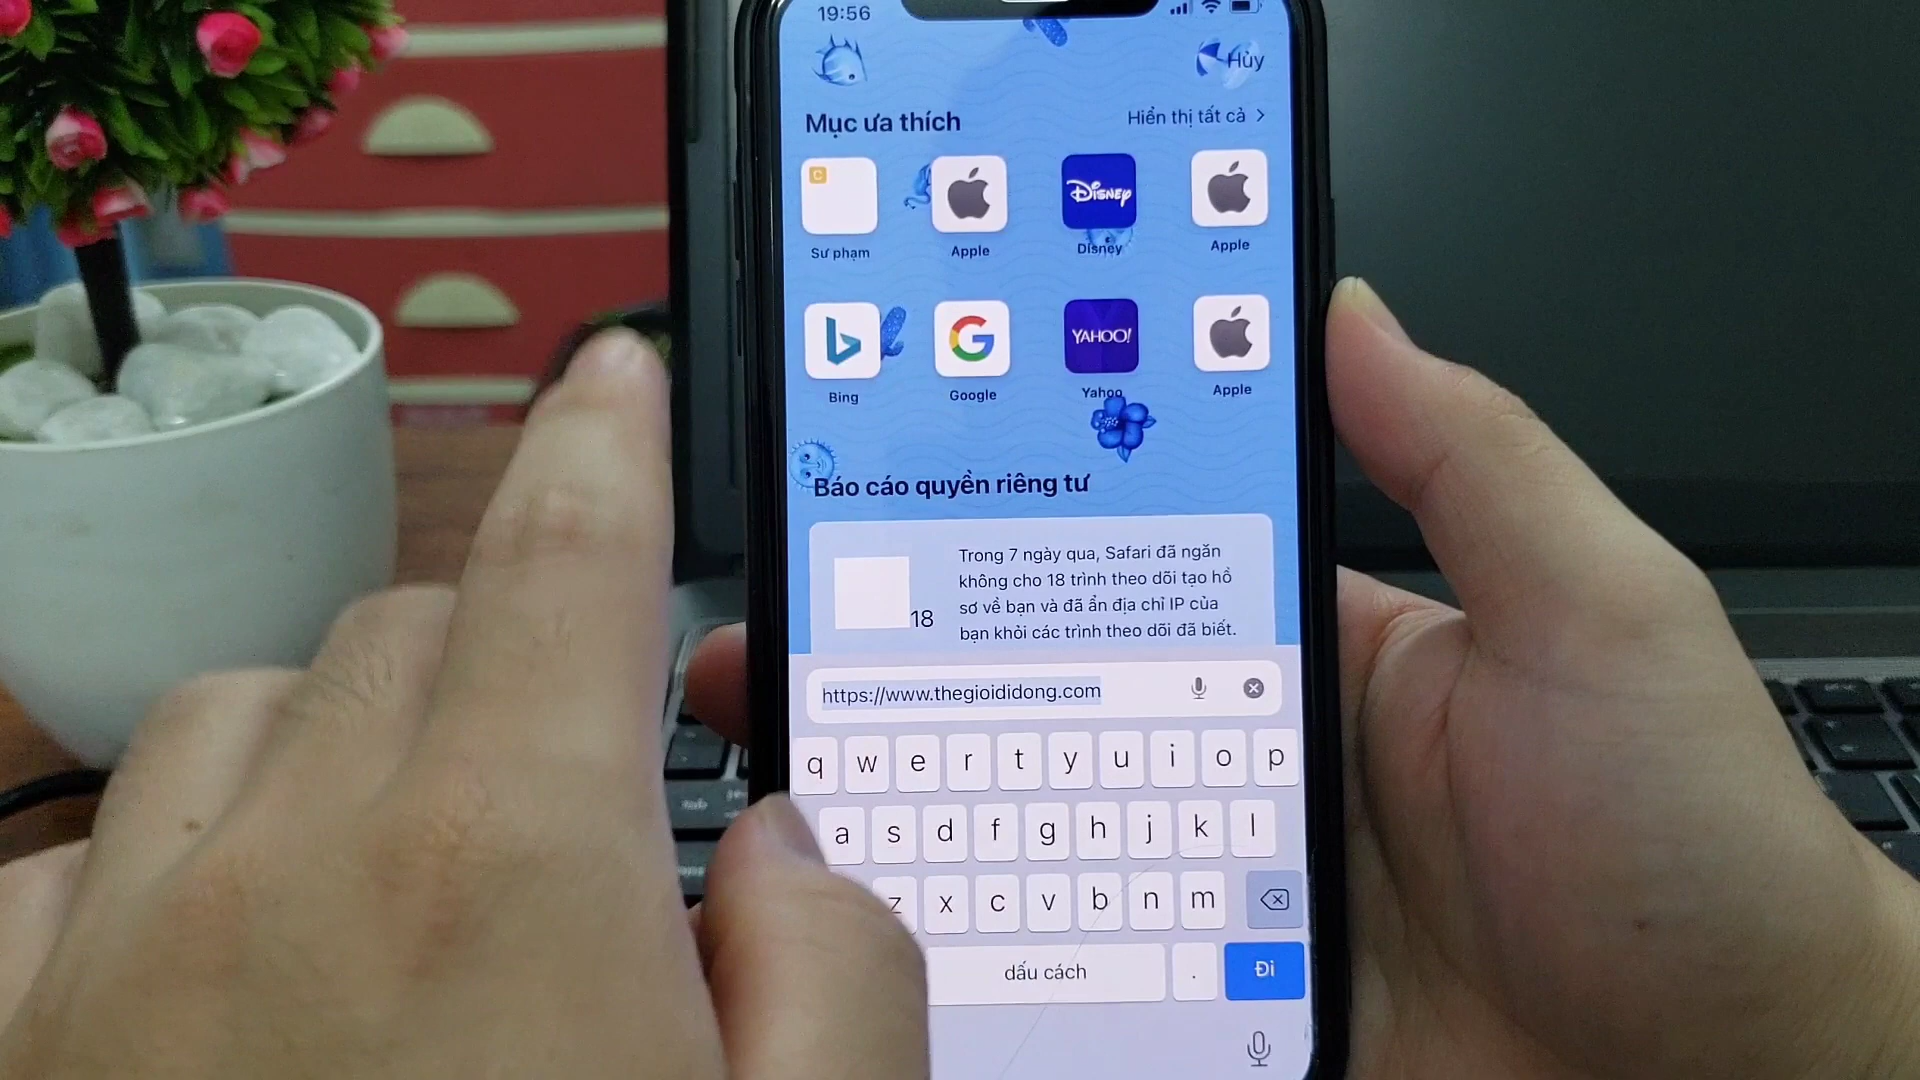 19:56
Hủy
Mục ưa thích
Hiển thị tất cả >
C
DISNEY
Sư phạm
Apple
Disney
Apple
b
G
YAHOO!
Bing
Google
Yahoo
Apple
Báo cáo quyền riêng tư
18
Trong 7 ngày qua, Safari đã ngăn
không cho 18 trình theo dõi tạo hồ
sơ về bạn và đã ẩn địa chỉ IP của
bạn khỏi các trình theo dõi đã biết.
https://www.thegioididong.com
q w e r t y u i o p
a s d f g h j k l
z x c v b n m
dấu cách . Đi
tab